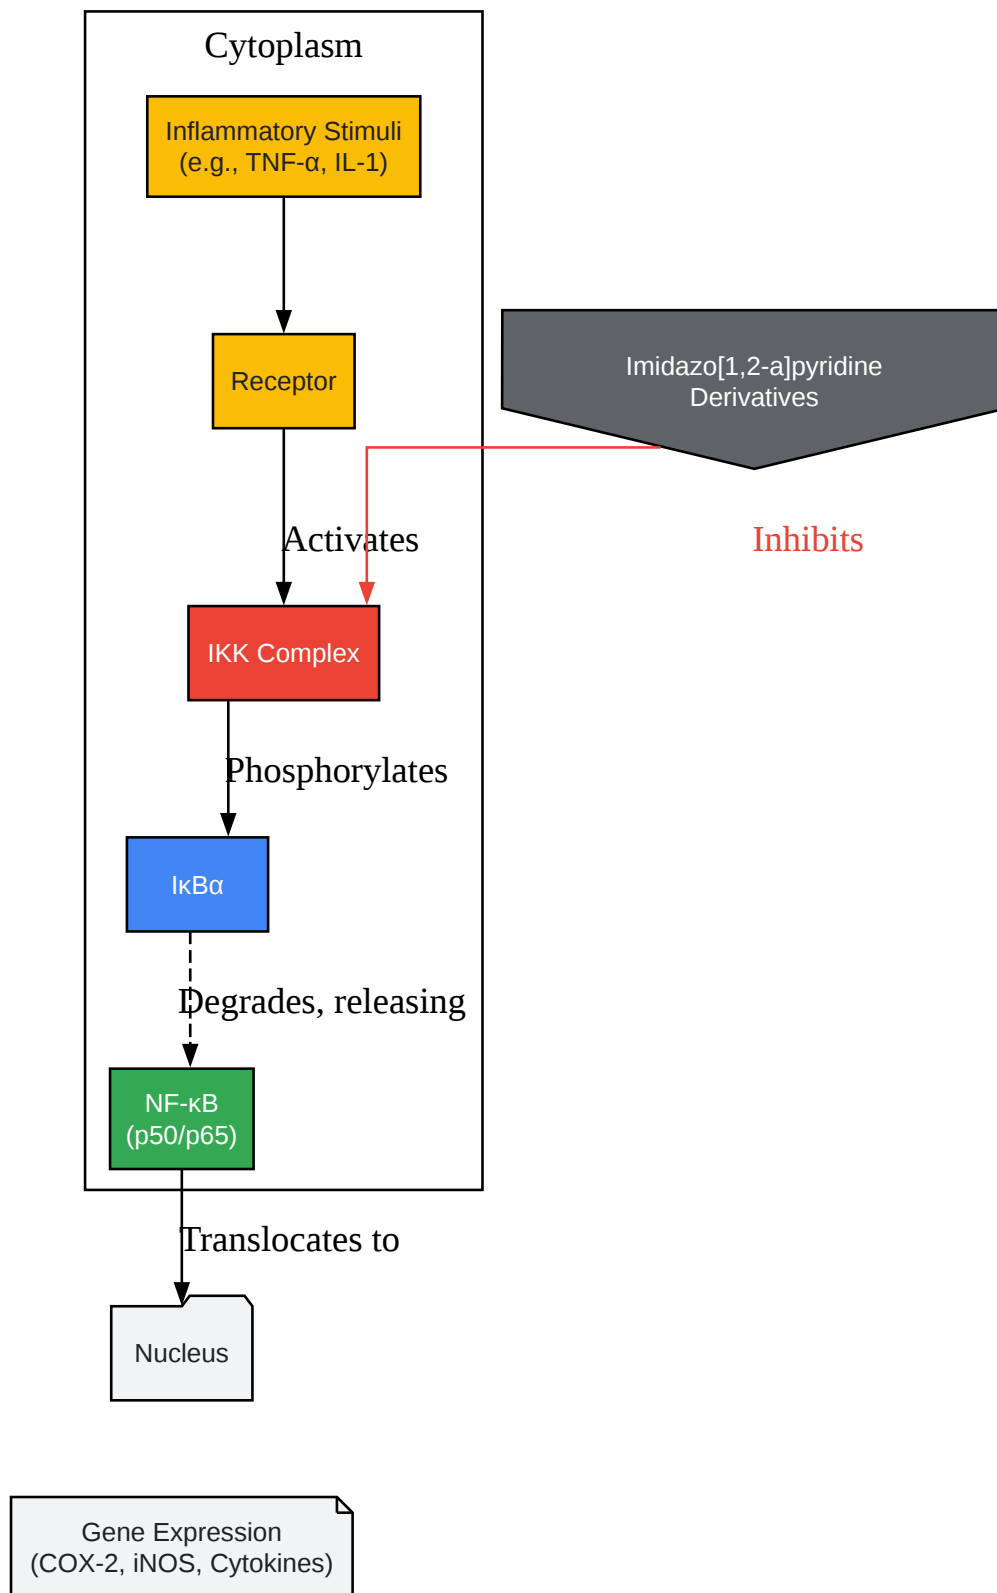 Cytoplasm
Inflammatory Stimuli
(e.g., TNF-α, IL-1)
Receptor
Imidazo[1,2-a]pyridine
Derivatives
Activates
Inhibits
IKK Complex
Phosphorylates
IκBα
Degrades, releasing
NF-κB
(p50/p65)
Translocates to
Nucleus
Gene Expression
(COX-2, iNOS, Cytokines)